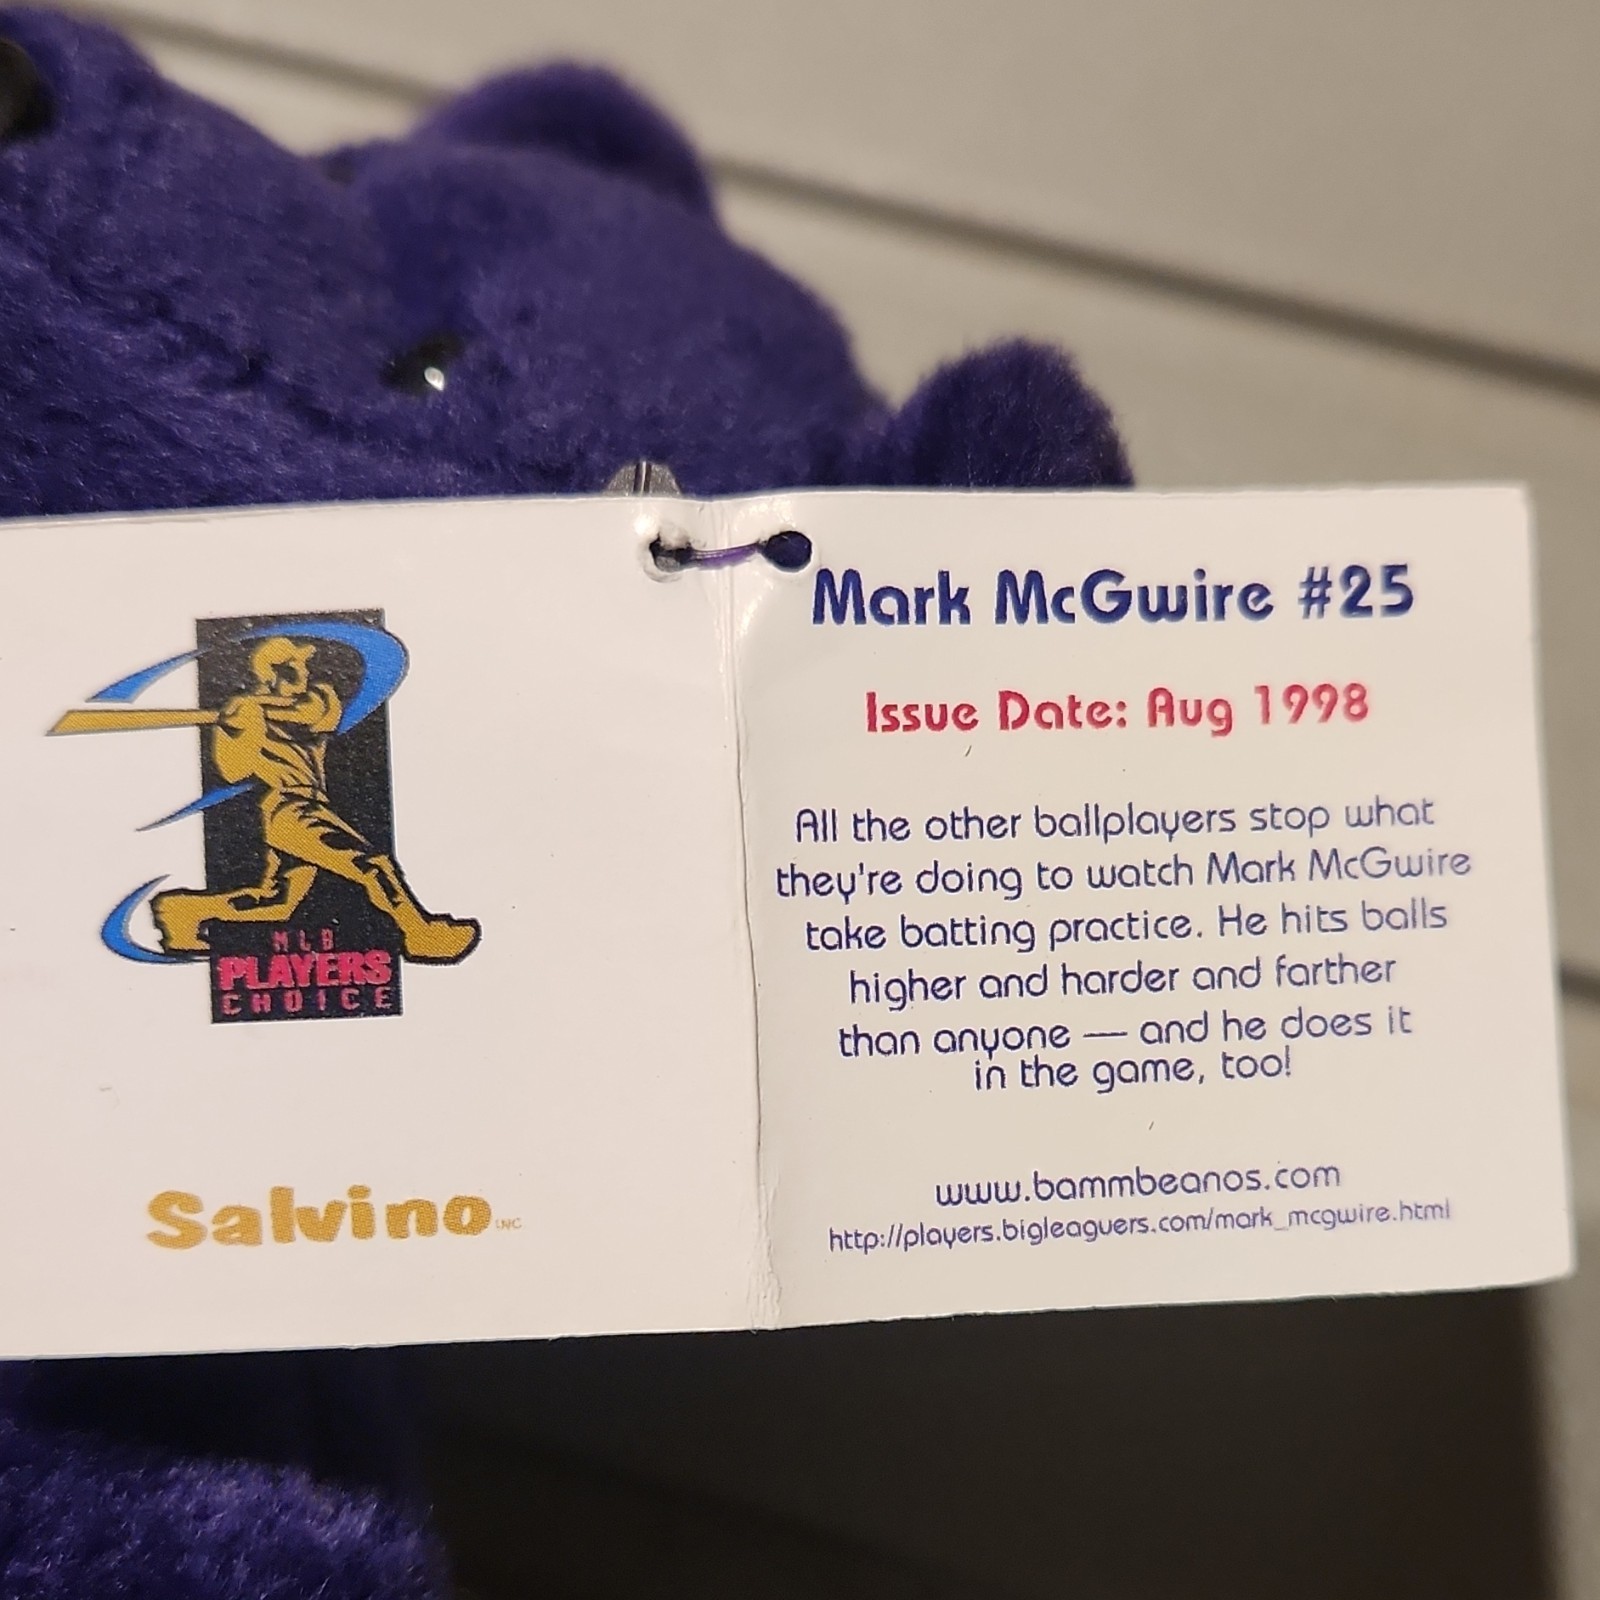 MLB
PLAYERS
CHOICE
Salvino INC
Mark McGwire #25
Issue Date: Aug 1998
All the other ballplayers stop what
they're doing to watch Mark McGwire
take batting practice. He hits balls
higher and harder and farther
than anyone — and he does it
in the game, too!
www.bammbeanos.com
http://players.bigleaguers.com/mark_mcgwire.html